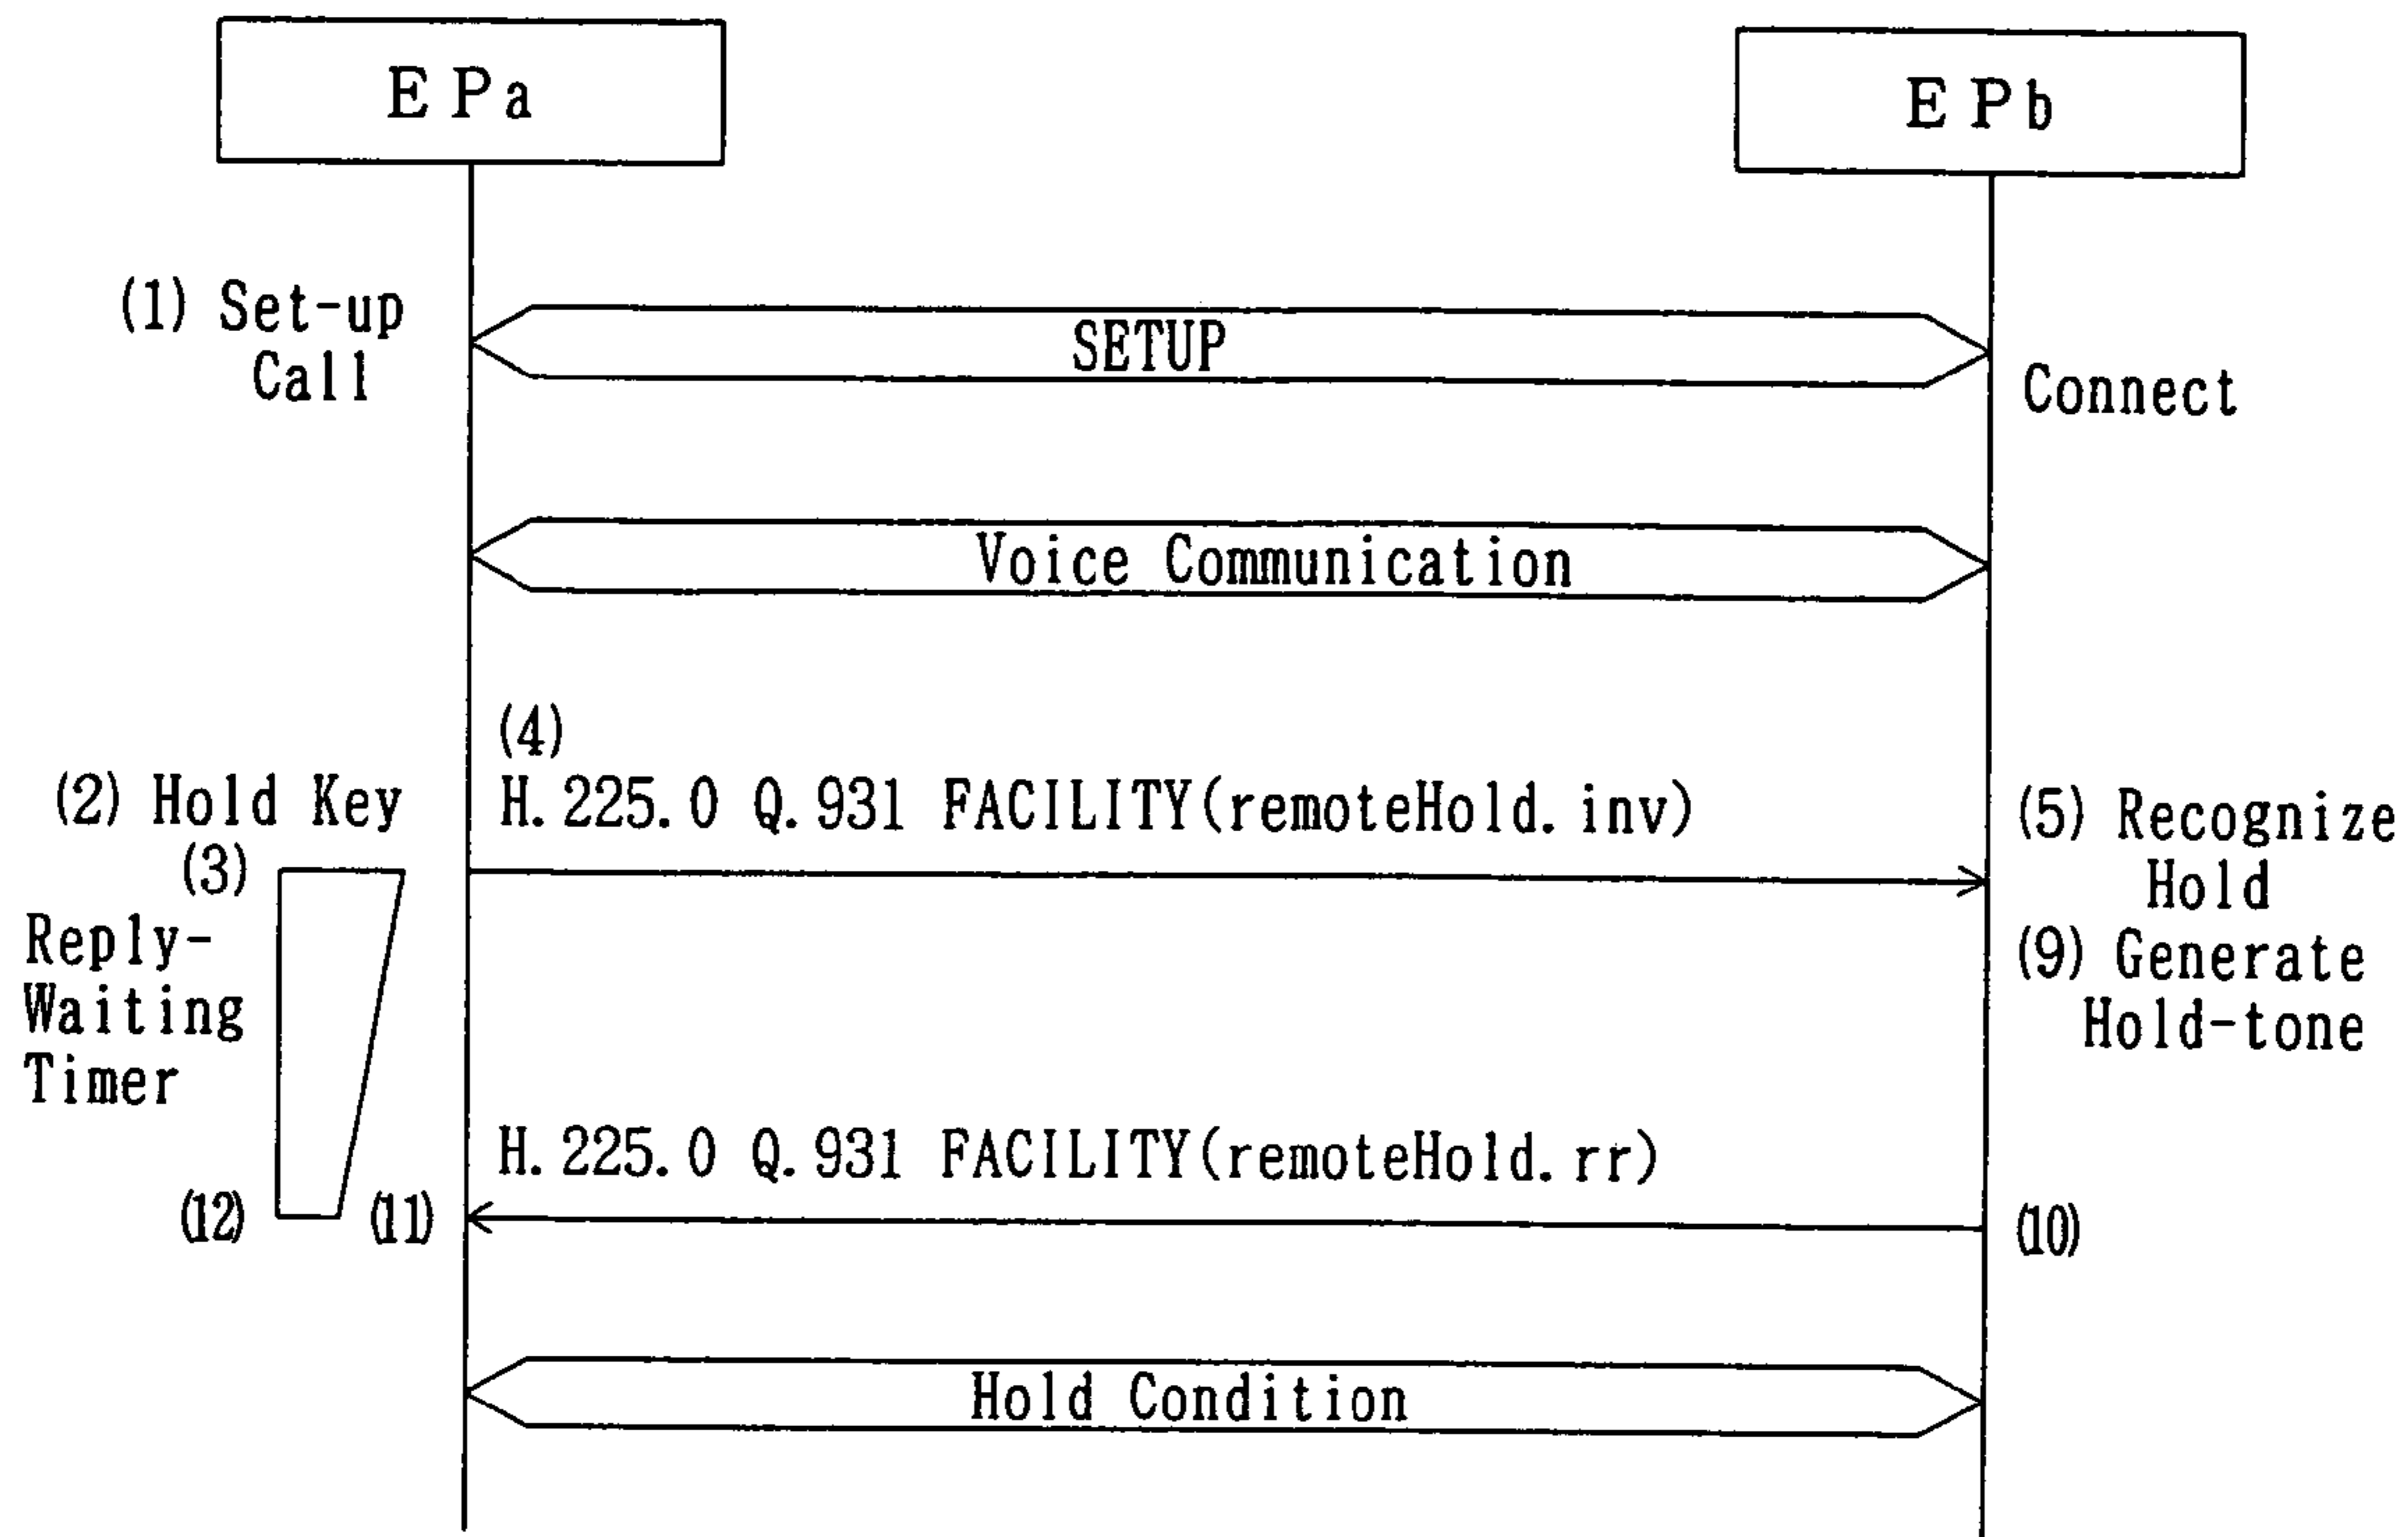 EPa
EPb
(1) Set-up
Call
SETUP
Connect
Voice Communication
(4)
(2) Hold Key
H.225.0 Q.931 FACILITY(remoteHold.inv)
(5) Recognize
Hold
(3)
Reply-
Waiting
Timer
(9) Generate
Hold-tone
H.225.0 Q.931 FACILITY(remoteHold.rr)
(12)
(11)
(10)
Hold Condition